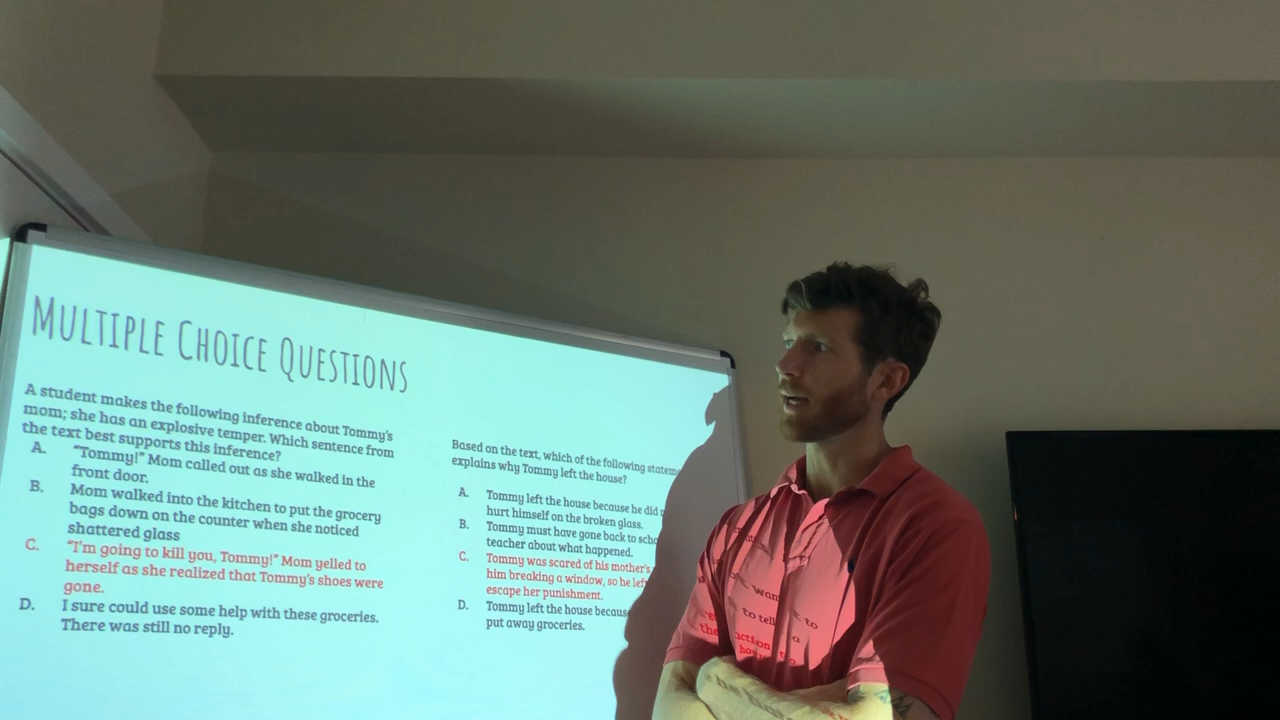 MULTIPLE CHOICE QUESTIONS
A student makes the following inference about Tommy's
mom; she has an explosive temper. Which sentence from
the text best supports this inference?
A. "Tommy!" Mom called out as she walked in the
front door.
B. Mom walked into the kitchen to put the grocery
bags down on the counter when she noticed
shattered glass
C. "I'm going to kill you, Tommy!" Mom yelled to
herself as she realized that Tommy's shoes were
gone.
D. I sure could use some help with these groceries.
There was still no reply.
Based on the text, which of the following
explains why Tommy left the house?
A. Tommy left the house because he did
hurt himself on the broken glass.
B. Tommy must have gone back to
teacher about what happened.
C. Tommy was scared of his mother's
him breaking a window, so he
escape her punishment.
D. Tommy left the house
put away groceries.
want to
to tell